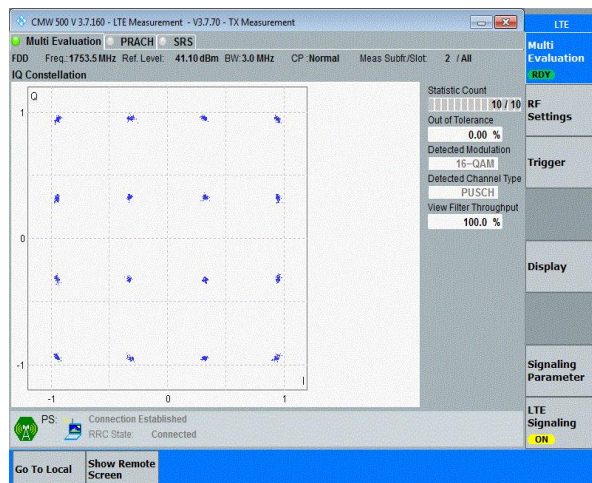 CMW 500 V 3.7.160 - LTE Measurement - V3.7.70 - TX Measurement
LTE
Multi Evaluation PRACH SRS
FDD Freq.:1753.5 MHz Ref. Level: 41.10 dBm BW:3.0 MHz CP :Normal Meas Subfr./Slot: 2 / All
IQ Constellation
Multi
Evaluation
RDY
Q
1
0
-1
-1
0
1
I
Statistic Count
10 / 10
Out of Tolerance
0.00 %
Detected Modulation
16-QAM
Detected Channel Type
PUSCH
View Filter Throughput
100.0 %
RF
Settings
Trigger
Display
Signaling
Parameter
LTE
Signaling
ON
PS:
Connection Established
RRC State: Connected
Go To Local
Show Remote
Screen